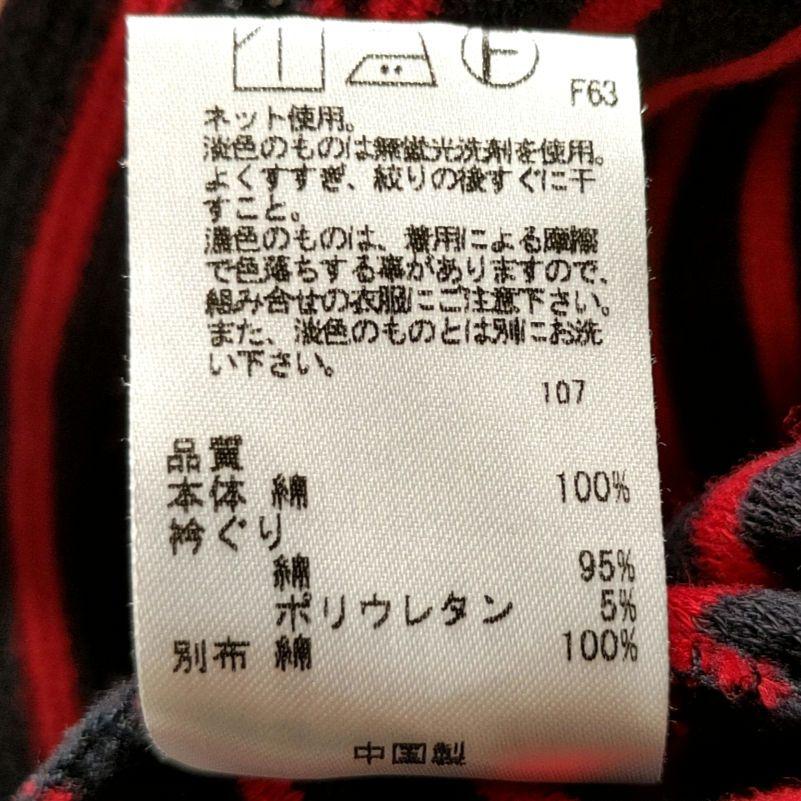 F63
ネット使用。
淡色のものは無蛍光洗剤を使用。
よくすすぎ、絞りの後すぐに干
すこと。
濃色のものは、着用による摩擦
で色落ちする事がありますので、
組み合せの衣服にご注意下さい。
また、淡色のものとは別にお洗
い下さい。
107
品質
本体 綿 100%
衿ぐり
綿 95%
ポリウレタン 5%
別布 綿 100%